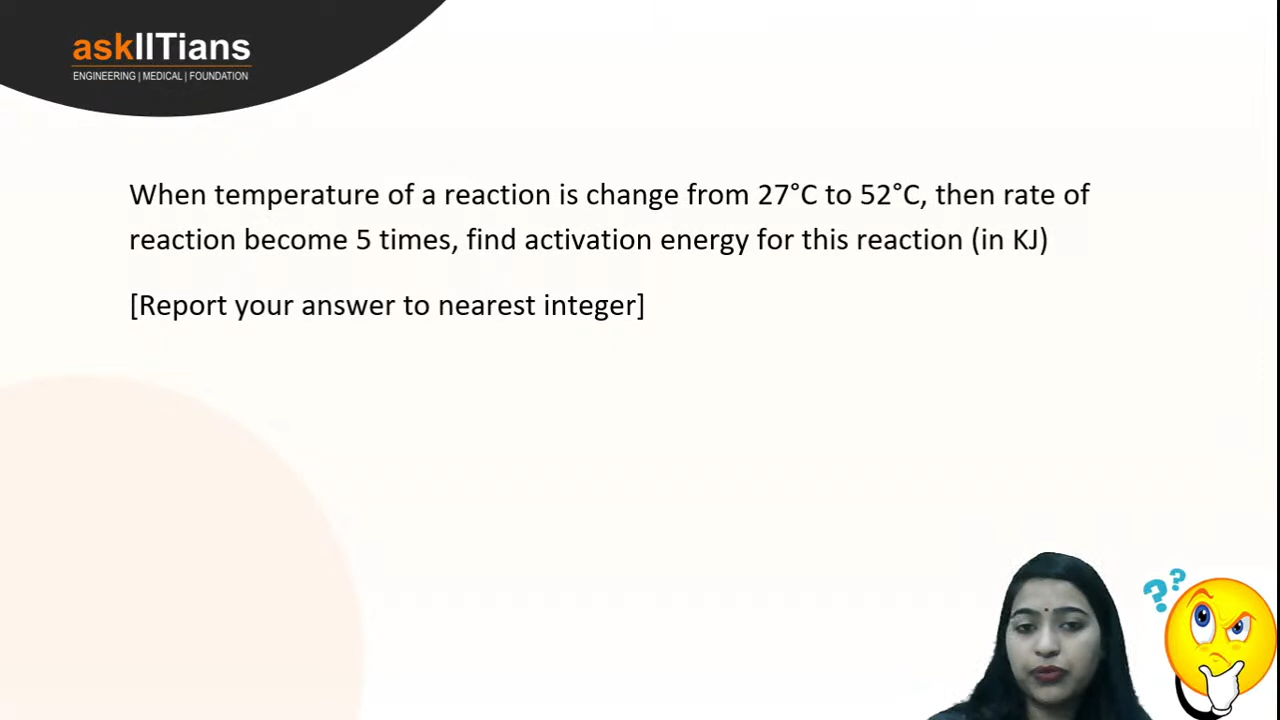 askIITians
ENGINEERING | MEDICAL | FOUNDATION
When temperature of a reaction is change from 27°C to 52°C, then rate of
reaction become 5 times, find activation energy for this reaction (in KJ)
[Report your answer to nearest integer]
??